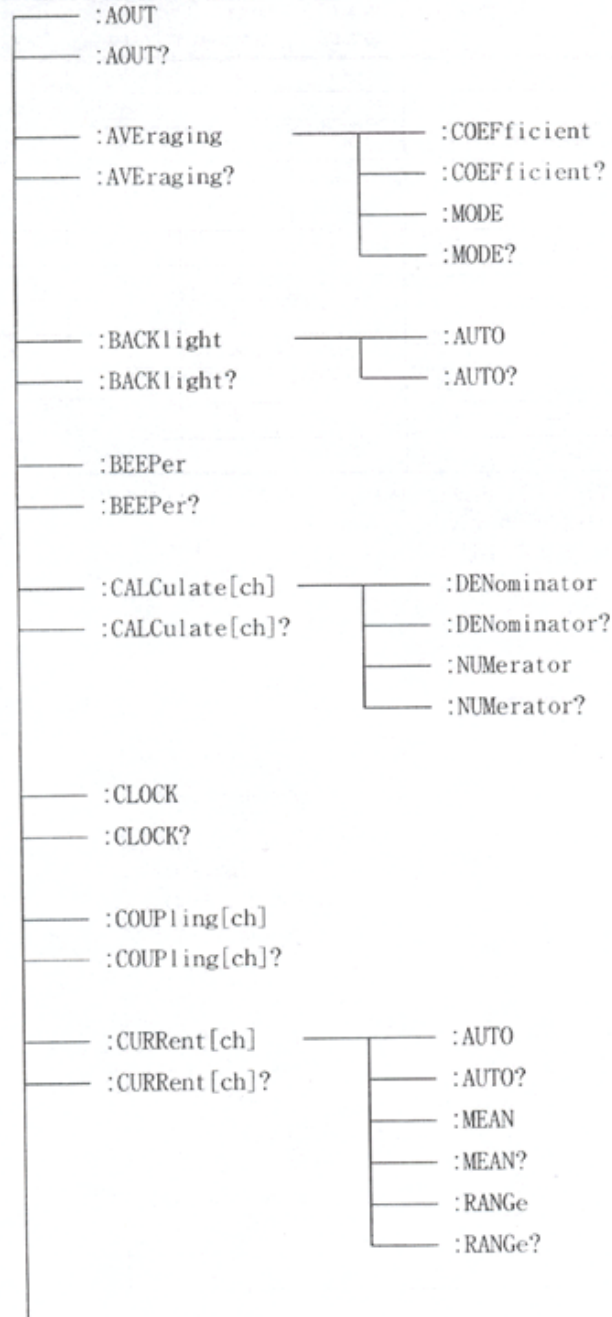 :AOUT
:AOUT?
:AVEraging :COEFficient
:AVEraging? :COEFficient?
:MODE
:MODE?
:BACKlight :AUTO
:BACKlight? :AUTO?
:BEEPer
:BEEPer?
:CALCulate[ch] :DENominator
:CALCulate[ch]? :DENominator?
:NUMerator
:NUMerator?
:CLOCK
:CLOCK?
:COUPling[ch]
:COUPling[ch]?
:CURRent[ch] :AUTO
:CURRent[ch]? :AUTO?
:MEAN
:MEAN?
:RANGe
:RANGe?